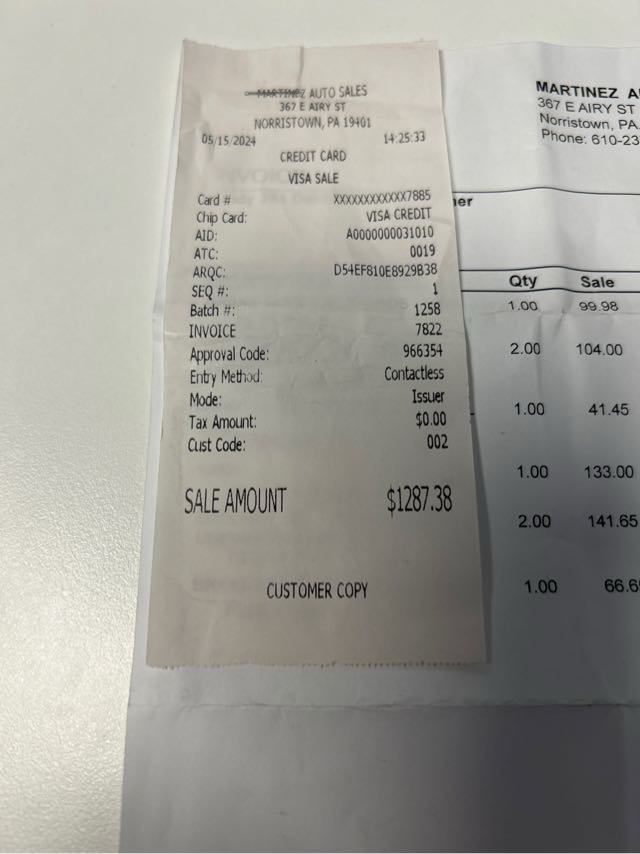 MARTINEZ AUTO SALES
367 E AIRY ST
NORRISTOWN, PA 19401
05/15/2024 14:25:33
CREDIT CARD
VISA SALE
Card # XXXXXXXXXXXX7885
Chip Card: VISA CREDIT
AID: A0000000031010
ATC: 0019
ARQC: D54EF810E8929B38
SEQ #: 1
Batch #: 1258
INVOICE 7822
Approval Code: 966354
Entry Method: Contactless
Mode: Issuer
Tax Amount: $0.00
Cust Code: 002
SALE AMOUNT $1287.38
CUSTOMER COPY
MARTINEZ A
367 E AIRY ST
Norristown, PA
Phone: 610-23
Qty Sale
1.00 99.98
2.00 104.00
1.00 41.45
1.00 133.00
2.00 141.65
1.00 66.6